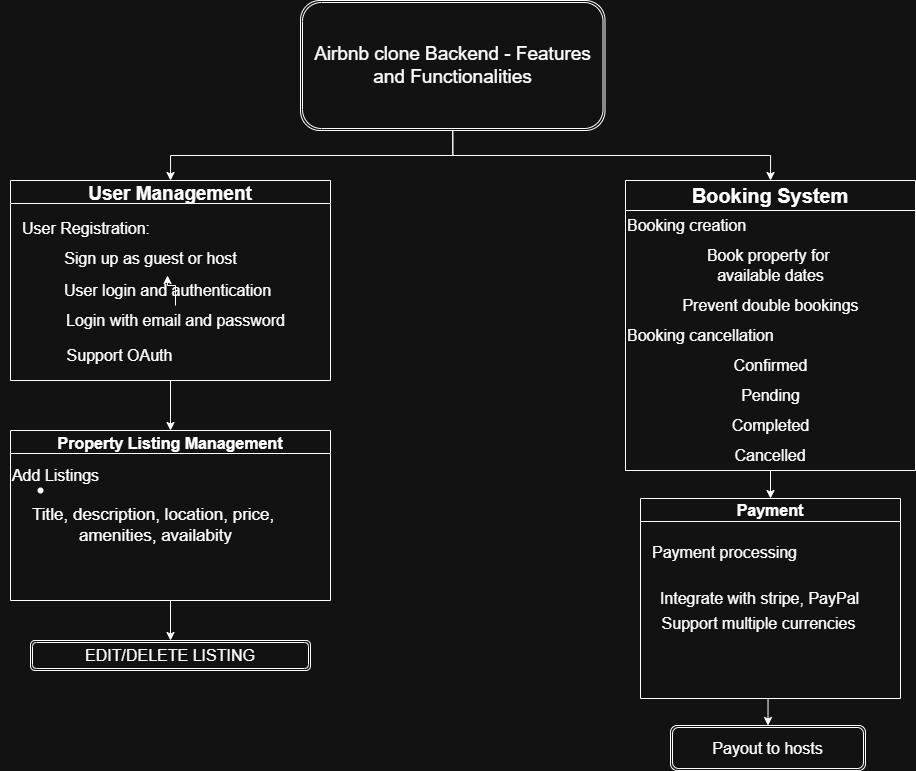 Airbnb clone Backend - Features
and Functionalities
User Management
User Registration:
Sign up as guest or host
User login and authentication
Login with email and password
Support OAuth
Property Listing Management
Add Listings
Title, description, location, price,
amenities, availabity
EDIT/DELETE LISTING
Booking System
Booking creation
Book property for
available dates
Prevent double bookings
Booking cancellation
Confirmed
Pending
Completed
Cancelled
Payment
Payment processing
Integrate with stripe, PayPal
Support multiple currencies
Payout to hosts